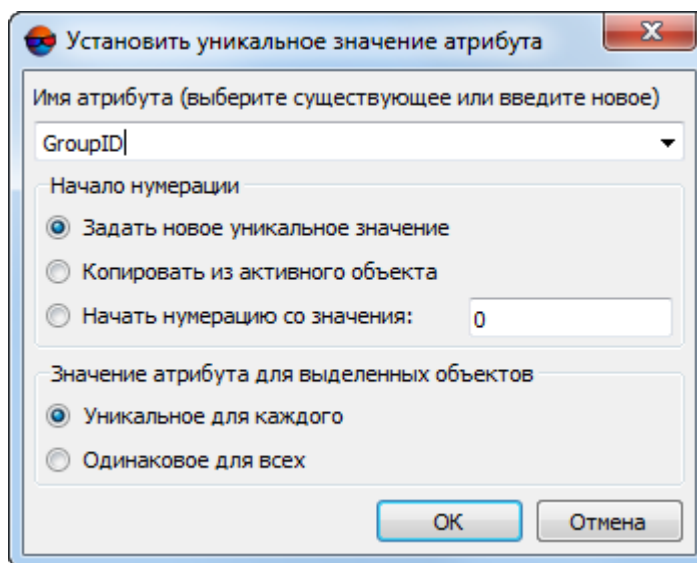 Установить уникальное значение атрибута
Имя атрибута (выберите существующее или введите новое)
GroupID
Начало нумерации
Задать новое уникальное значение
Копировать из активного объекта
Начать нумерацию со значения: 0
Значение атрибута для выделенных объектов
Уникальное для каждого
Одинаковое для всех
OK Отмена